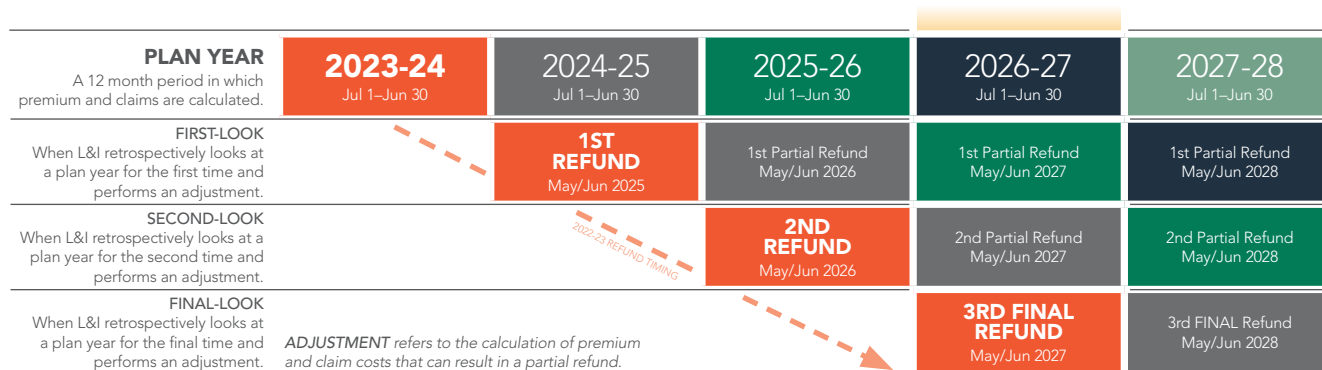 PLAN YEAR
A 12 month period in which
premium and claims are calculated.
2023-24
Jul 1–Jun 30
2024-25
Jul 1–Jun 30
2025-26
Jul 1–Jun 30
2026-27
Jul 1–Jun 30
2027-28
Jul 1–Jun 30
FIRST-LOOK
When L&I retrospectively looks at
a plan year for the first time and
performs an adjustment.
1ST
REFUND
May/Jun 2025
1st Partial Refund
May/Jun 2026
1st Partial Refund
May/Jun 2027
1st Partial Refund
May/Jun 2028
SECOND-LOOK
When L&I retrospectively looks at a
plan year for the second time and
performs an adjustment.
2022-23 REFUND TIMING
2ND
REFUND
May/Jun 2026
2nd Partial Refund
May/Jun 2027
2nd Partial Refund
May/Jun 2028
FINAL-LOOK
When L&I retrospectively looks at
a plan year for the final time and
performs an adjustment.
ADJUSTMENT refers to the calculation of premium
and claim costs that can result in a partial refund.
3RD FINAL
REFUND
May/Jun 2027
3rd FINAL Refund
May/Jun 2028